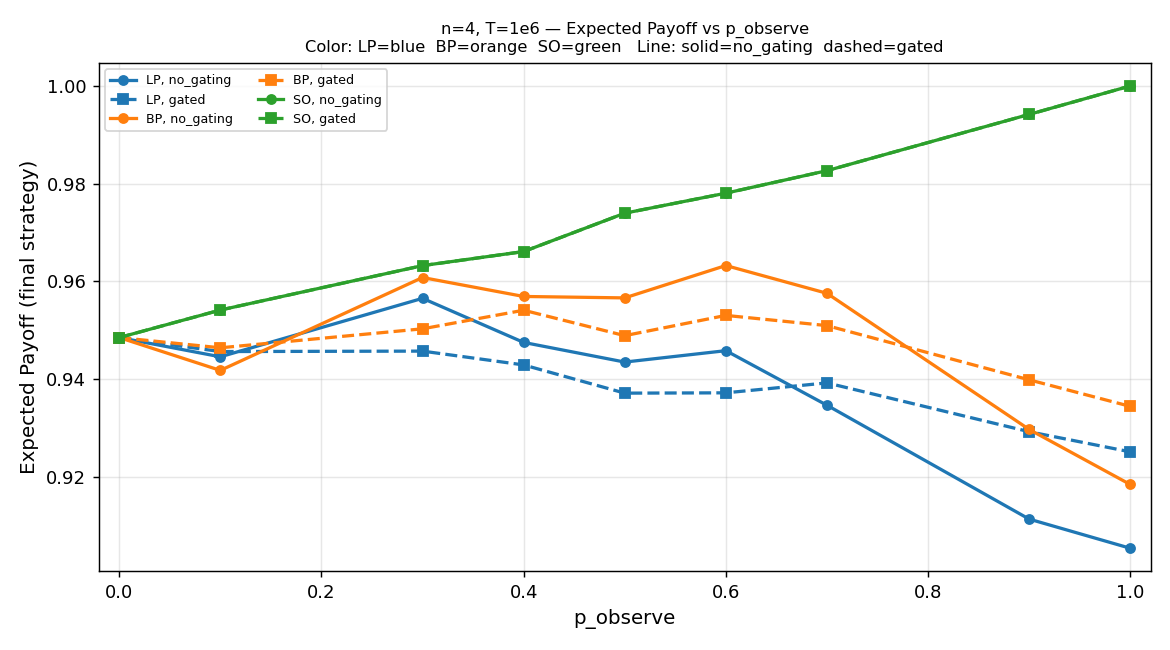 n=4, T=1e6 — Expected Payoff vs p_observe
Color: LP=blue  BP=orange  SO=green   Line: solid=no_gating  dashed=gated
LP, no_gating
LP, gated
BP, no_gating
BP, gated
SO, no_gating
SO, gated
Expected Payoff (final strategy)
1.00
0.98
0.96
0.94
0.92
0.0
0.2
0.4
0.6
0.8
1.0
p_observe